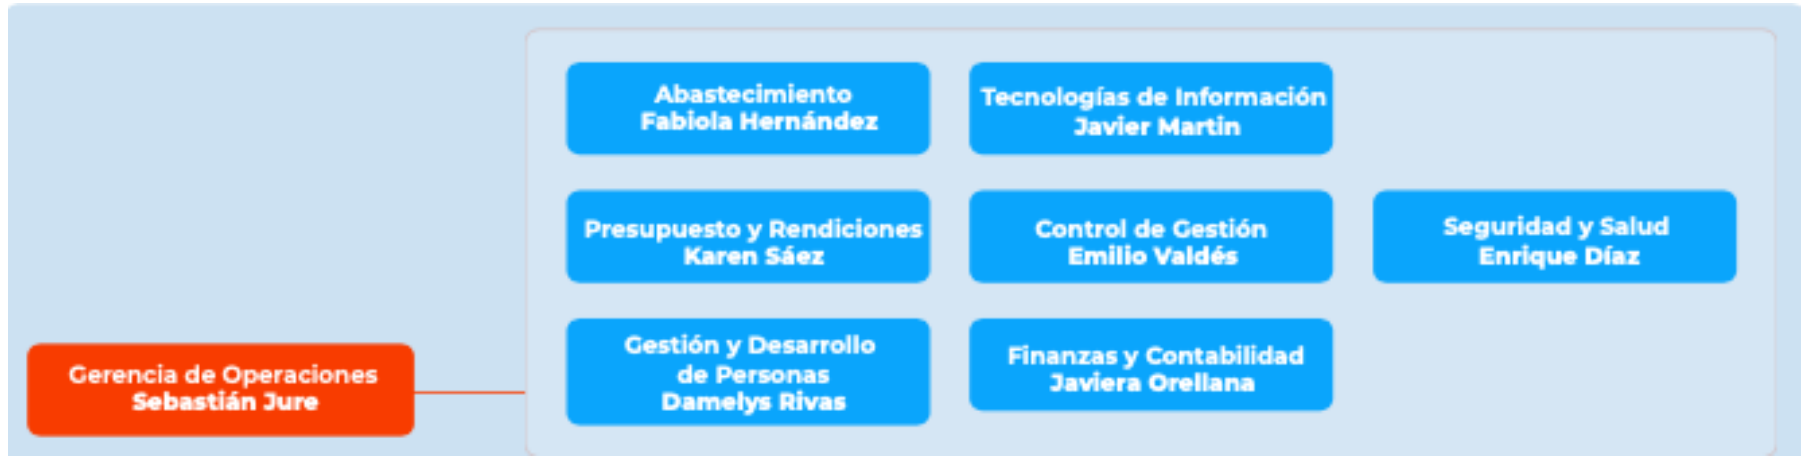 Abastecimiento
Fabiola Hernández
Tecnologías de Información
Javier Martin
Presupuesto y Rendiciones
Karen Sáez
Control de Gestión
Emilio Valdés
Seguridad y Salud
Enrique Díaz
Gestión y Desarrollo
de Personas
Damelys Rivas
Finanzas y Contabilidad
Javiera Orellana
Gerencia de Operaciones
Sebastián Jure